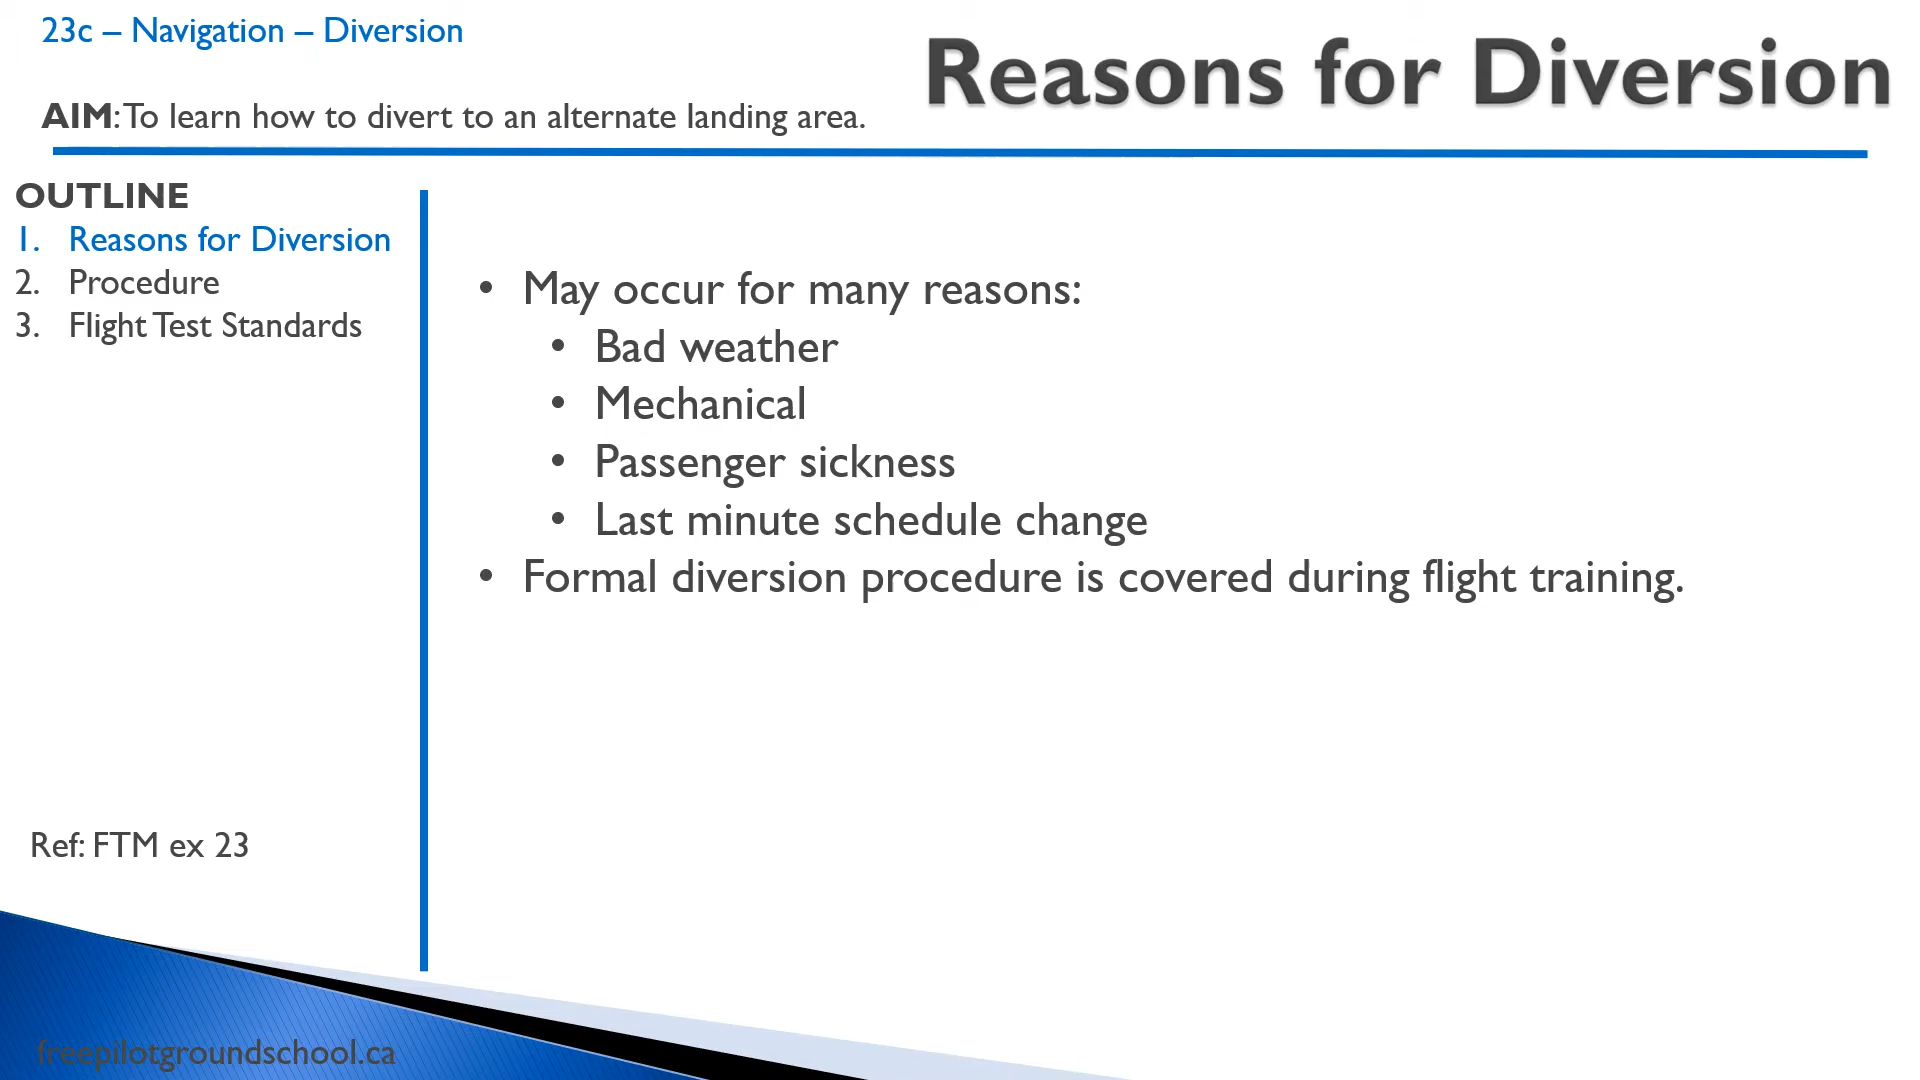 23c – Navigation – Diversion
Reasons for Diversion
AIM: To learn how to divert to an alternate landing area.
OUTLINE
1. Reasons for Diversion
2. Procedure
3. Flight Test Standards
• May occur for many reasons:
• Bad weather
• Mechanical
• Passenger sickness
• Last minute schedule change
• Formal diversion procedure is covered during flight training.
Ref: FTM ex 23
freepilotgroundschool.ca